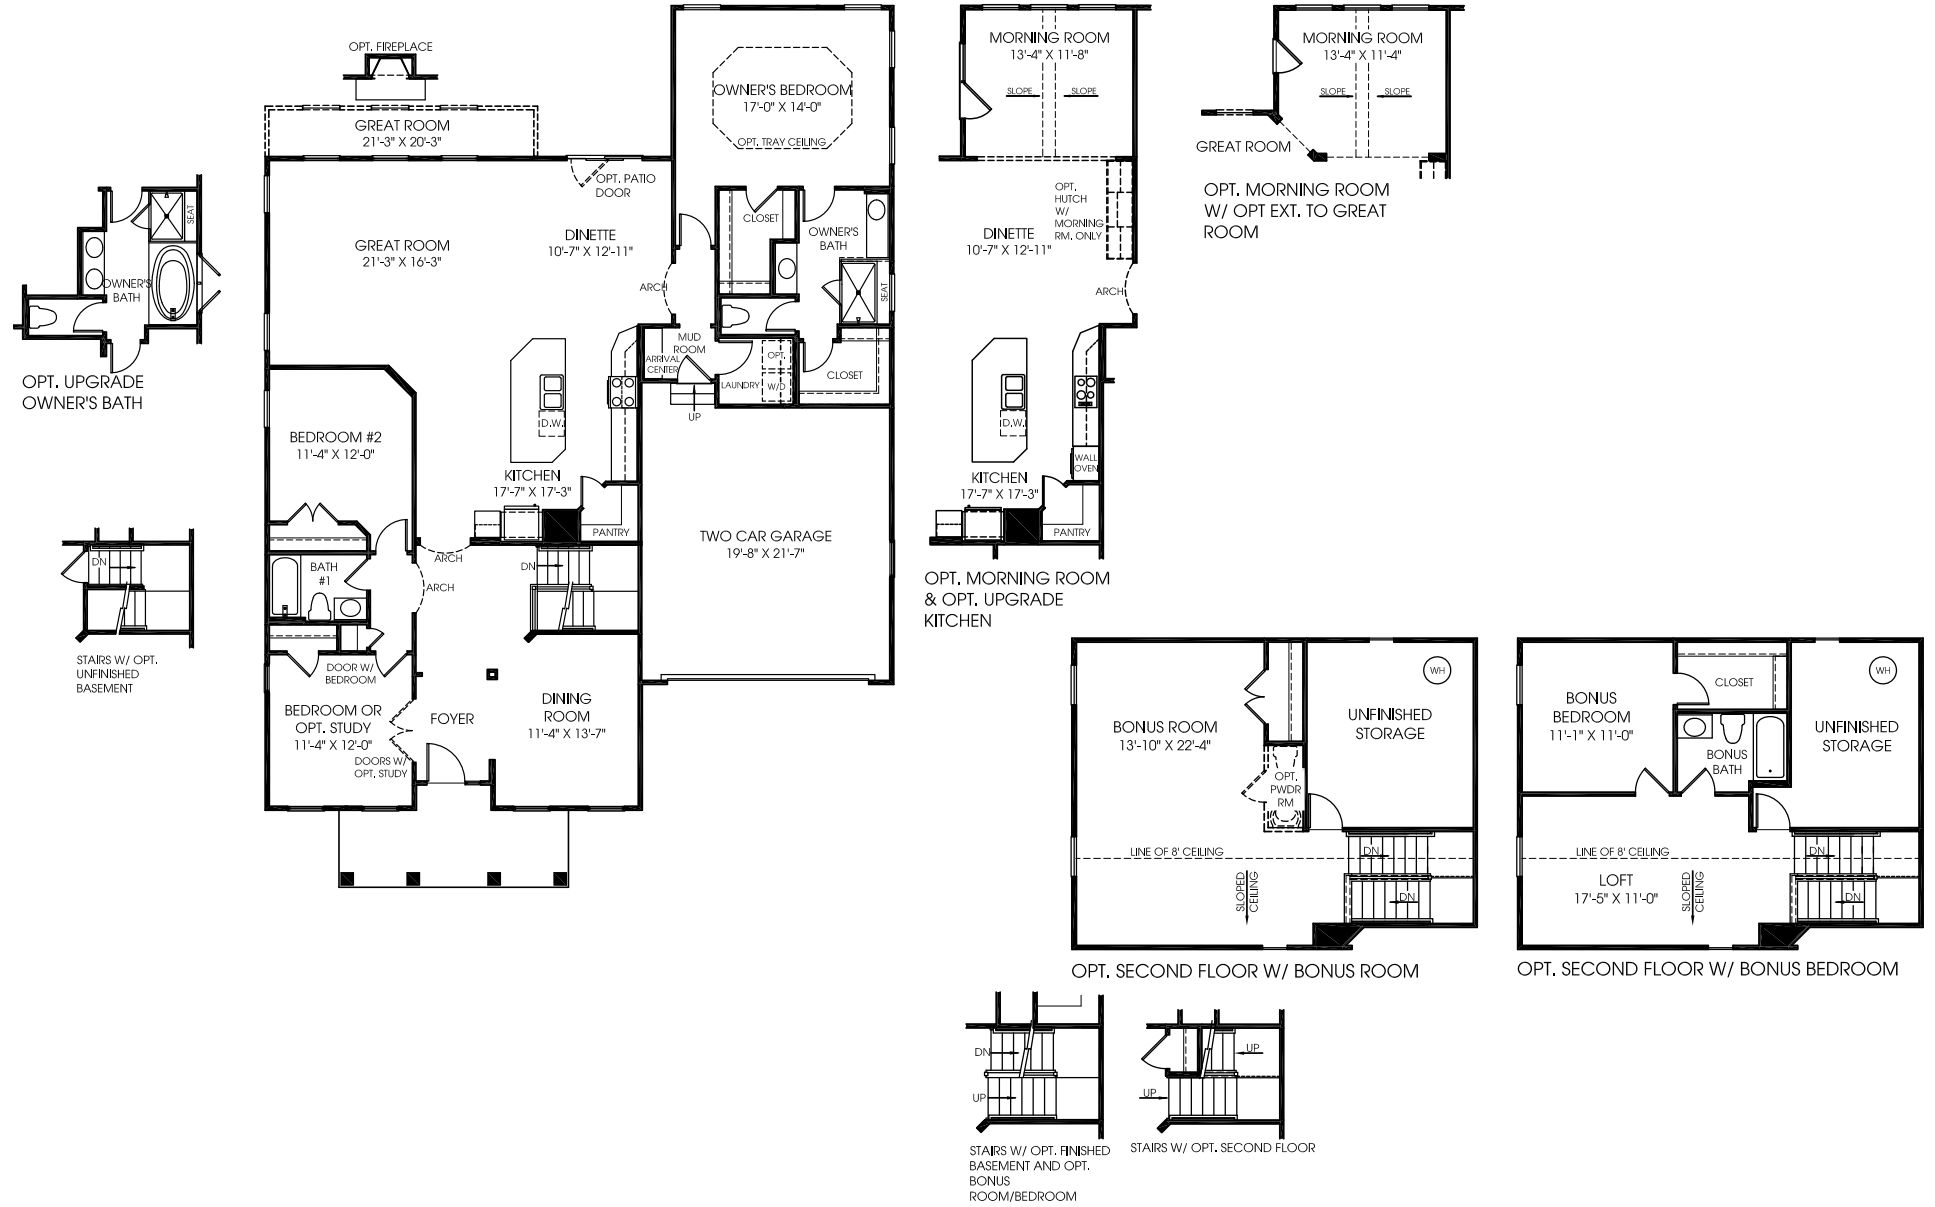 OPT. FIREPLACE
GREAT ROOM
21'-3" X 20'-3"
OWNER'S BEDROOM
17'-0" X 14'-0"
OPT. TRAY CEILING
OPT. PATIO
DOOR
DINETTE
10'-7" X 12'-11"
GREAT ROOM
21'-3" X 16'-3"
ARCH
CLOSET
OWNER'S
BATH
SEAT
MUD
ROOM
ARRIVAL
CENTER
LAUNDRY
OPT.
W/D
CLOSET
UP
D.W.
KITCHEN
17'-7" X 17'-3"
PANTRY
BEDROOM #2
11'-4" X 12'-0"
ARCH
BATH
#1
ARCH
DN
TWO CAR GARAGE
19'-8" X 21'-7"
DOOR W/
BEDROOM
BEDROOM OR
OPT. STUDY
11'-4" X 12'-0"
DOORS W/
OPT. STUDY
FOYER
DINING
ROOM
11'-4" X 13'-7"
SEAT
OWNER'S
BATH
OPT. UPGRADE
OWNER'S BATH
DN
STAIRS W/ OPT.
UNFINISHED
BASEMENT
MORNING ROOM
13'-4" X 11'-8"
SLOPE
SLOPE
OPT.
HUTCH
W/
MORNING
RM. ONLY
DINETTE
10'-7" X 12'-11"
ARCH
D.W.
WALL
OVEN
KITCHEN
17'-7" X 17'-3"
PANTRY
OPT. MORNING ROOM
& OPT. UPGRADE
KITCHEN
MORNING ROOM
13'-4" X 11'-4"
SLOPE
SLOPE
GREAT ROOM
OPT. MORNING ROOM
W/ OPT EXT. TO GREAT
ROOM
BONUS ROOM
13'-10" X 22'-4"
UNFINISHED
STORAGE
WH
OPT.
PWDR
RM
LINE OF 8' CEILING
SLOPED
CEILING
DN
DN
OPT. SECOND FLOOR W/ BONUS ROOM
BONUS
BEDROOM
11'-1" X 11'-0"
CLOSET
WH
BONUS
BATH
UNFINISHED
STORAGE
LINE OF 8' CEILING
LOFT
17'-5" X 11'-0"
SLOPED
CEILING
DN
DN
OPT. SECOND FLOOR W/ BONUS BEDROOM
DN
UP
STAIRS W/ OPT. FINISHED
BASEMENT AND OPT.
BONUS
ROOM/BEDROOM
UP
UP
STAIRS W/ OPT. SECOND FLOOR